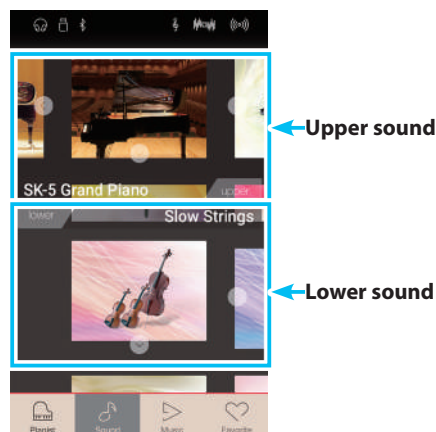 Upper sound
SK-5 Grand Piano
upper
lower
Slow Strings
Lower sound
Pianist
Sound
Music
Favorite